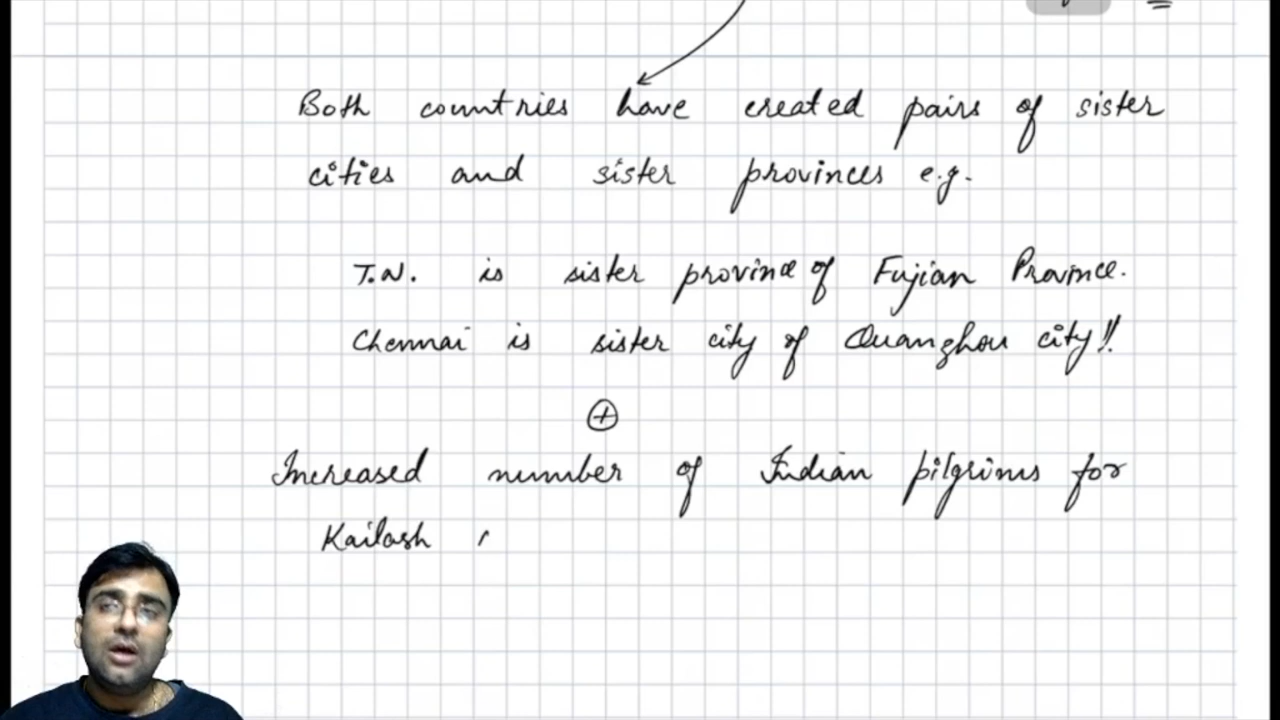 Both countries have created pairs of sister
cities and sister provinces e.g.
T.N. is sister province of Fujian Province.
Chennai is sister city of Quanghou city!!
+
Increased number of Indian pilgrims for
Kailash